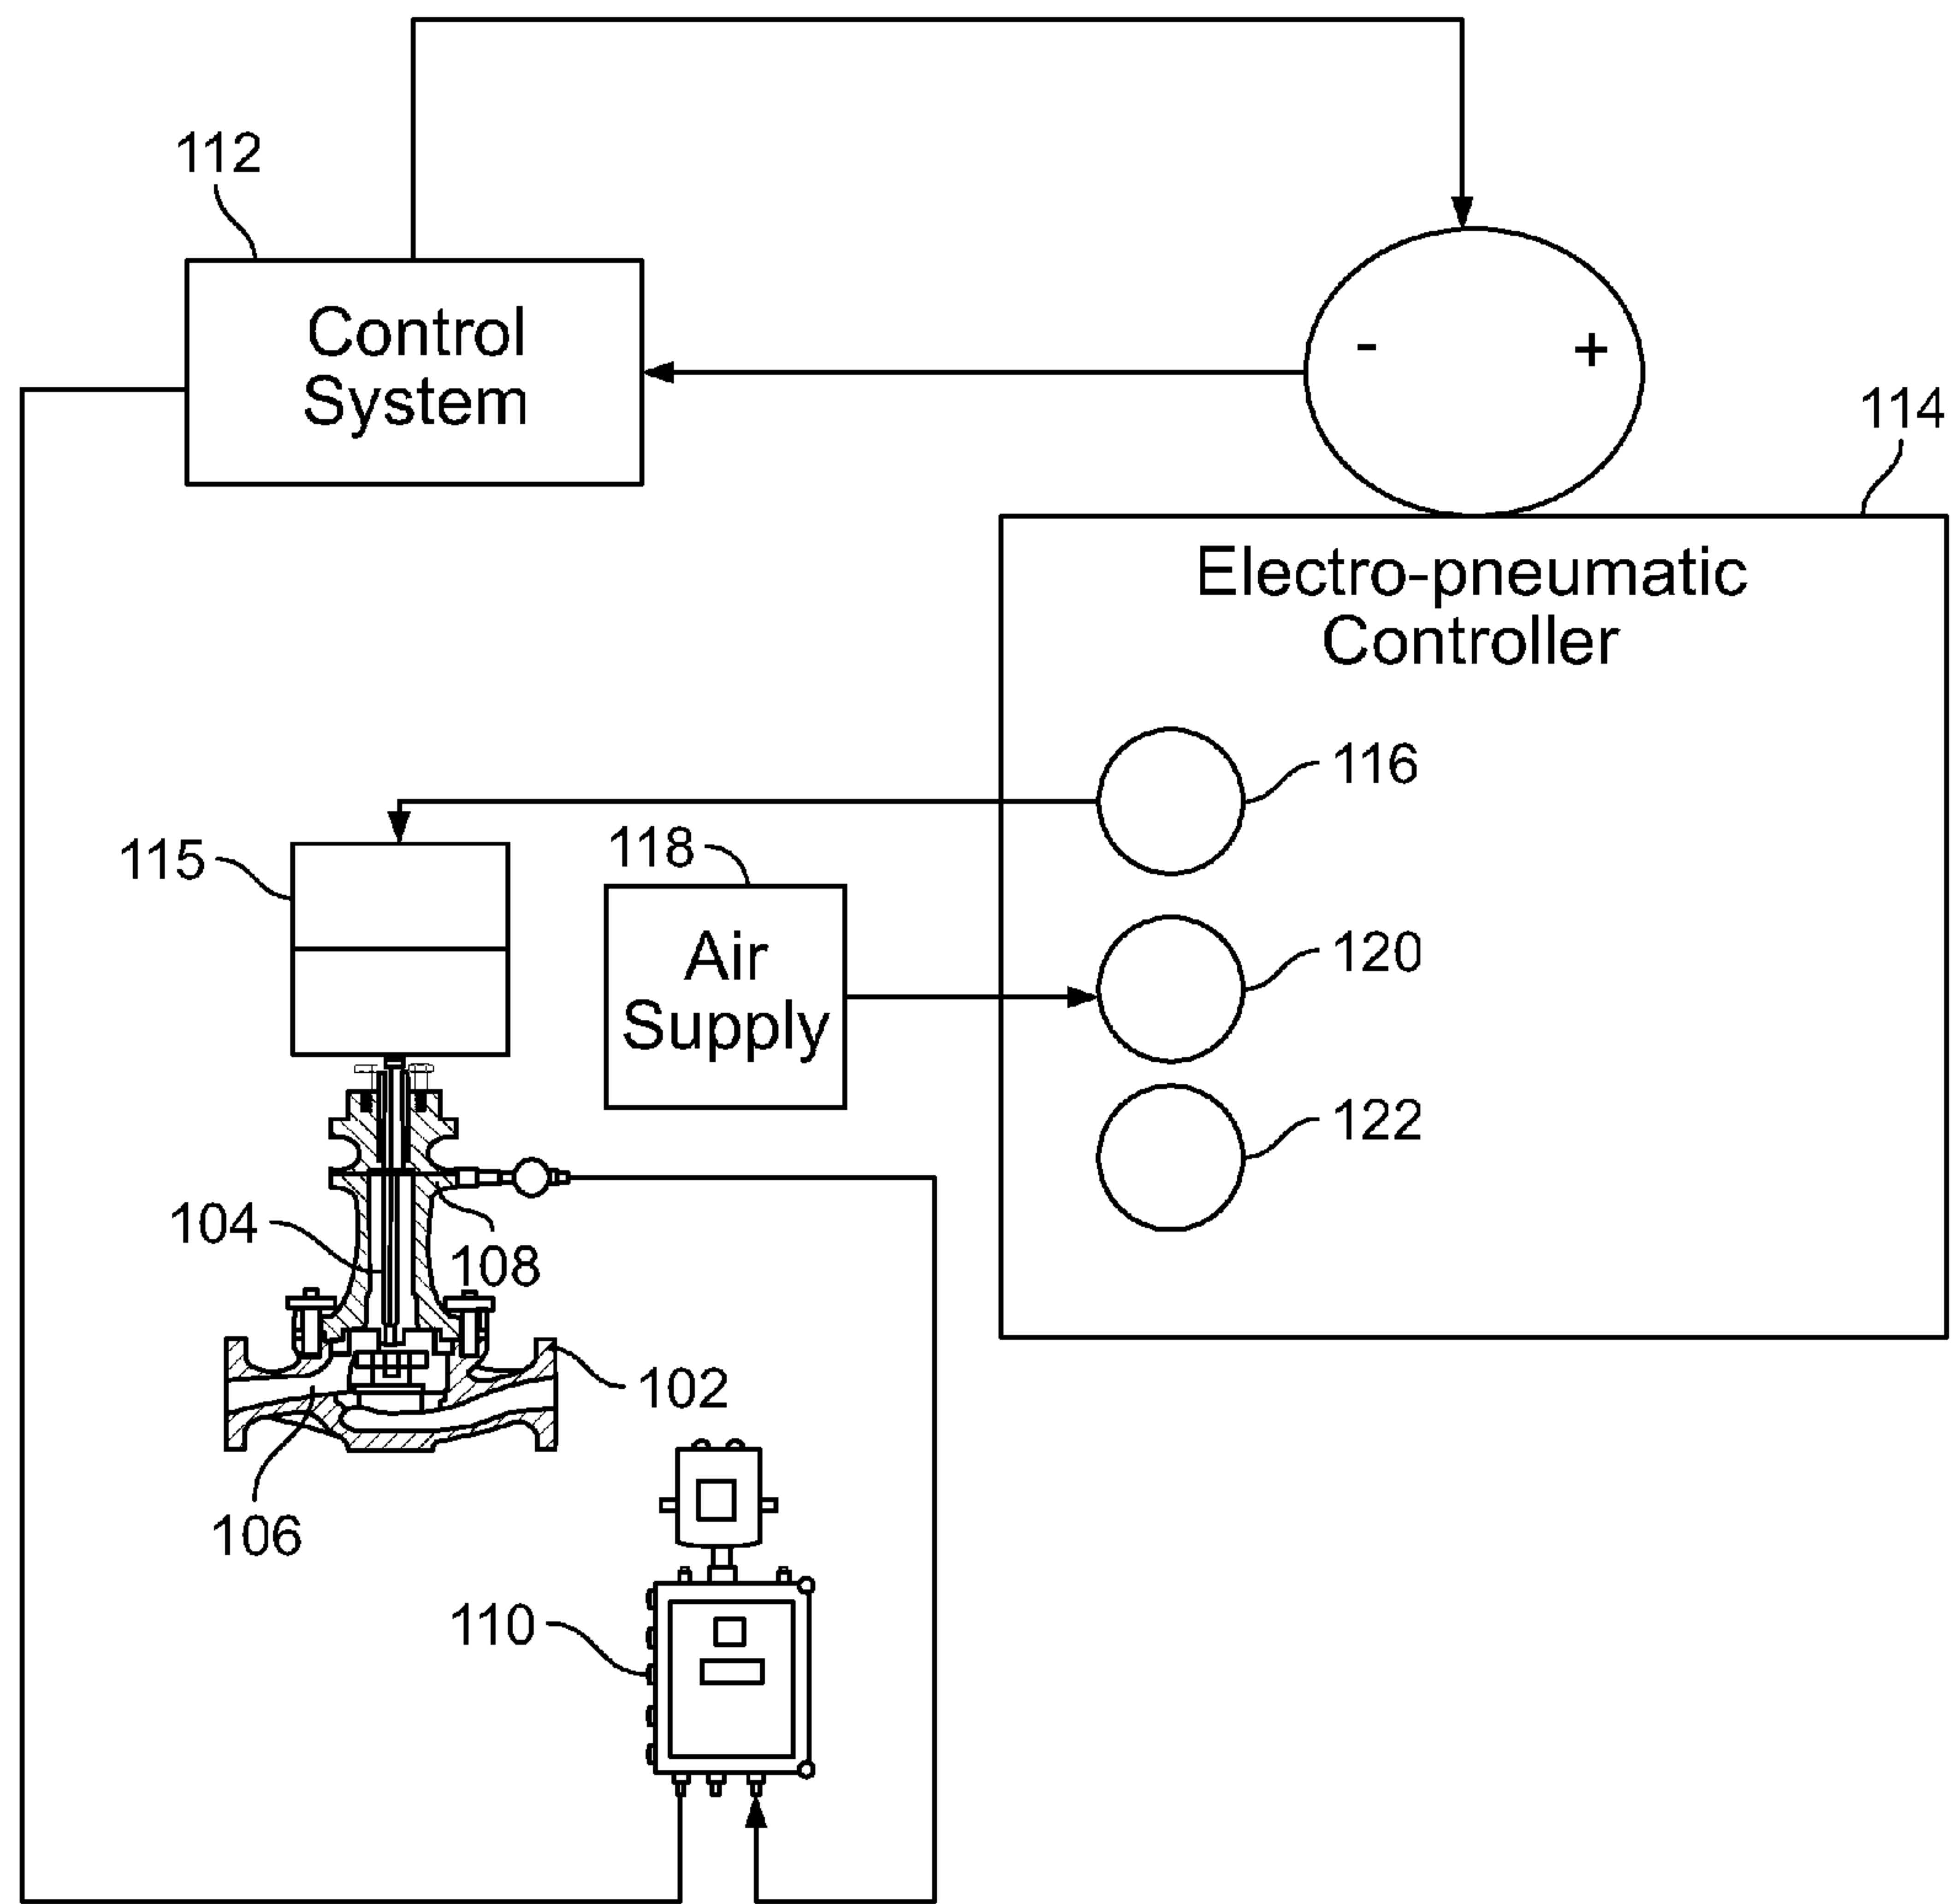 112
Control
System
-
+
114
Electro-pneumatic
Controller
116
115
118
Air
Supply
120
122
104
108
102
106
110